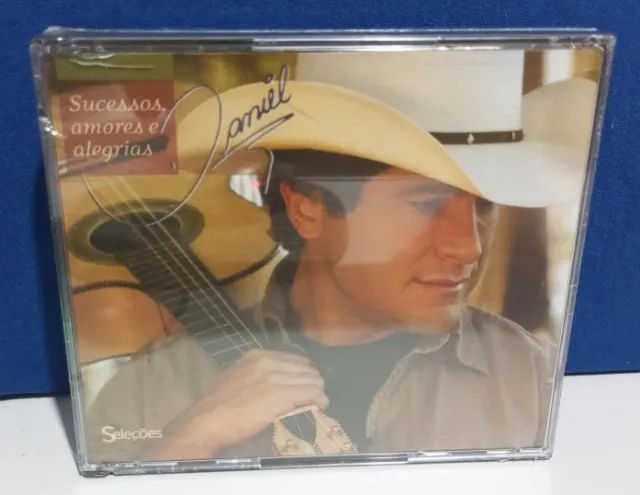 Sucessos,
amores e
alegrias
Daniel
Seleções